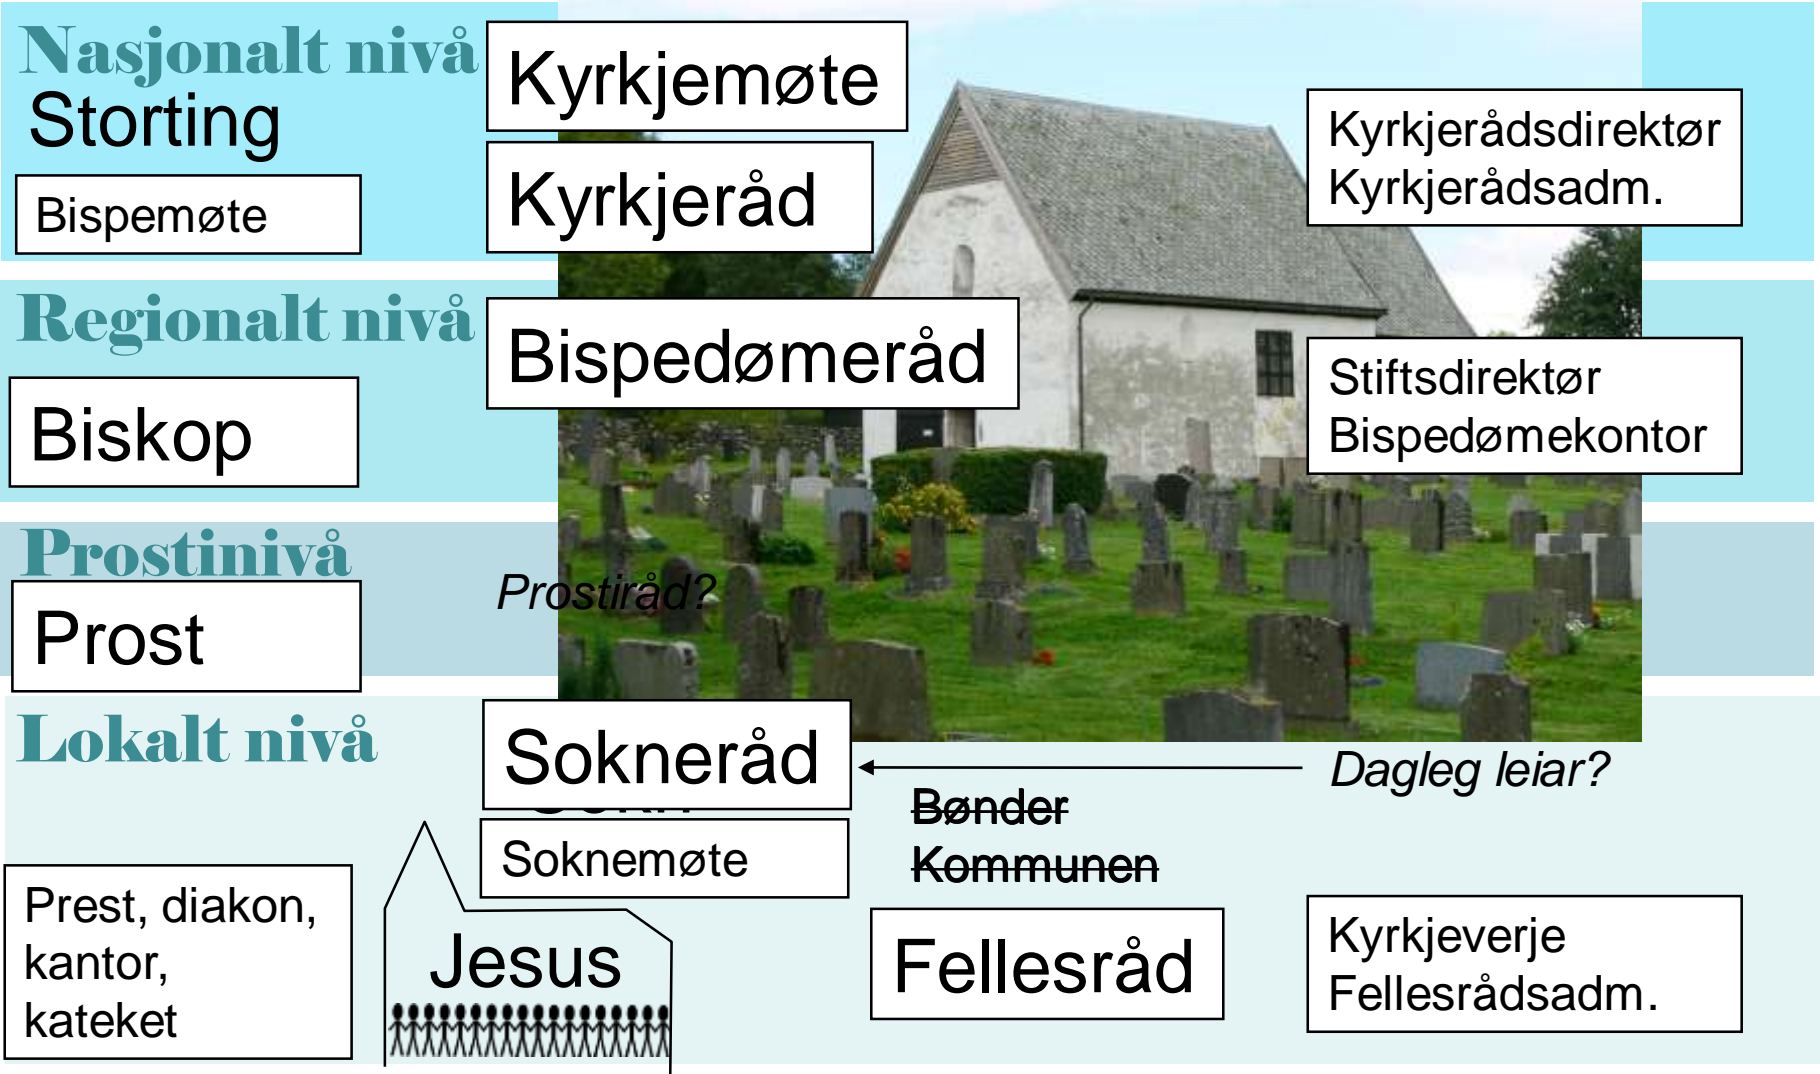 Nasjonalt nivå
Storting
Bispemøte
Kyrkjemøte
Kyrkjeråd
Kyrkjerådsdirektør
Kyrkjerådsadm.
Regionalt nivå
Biskop
Bispedømeråd
Stiftsdirektør
Bispedømekontor
Prostinivå
Prost
Prostiråd?
Lokalt nivå
Sokneråd
Soknemøte
Dagleg leiar?
Bønder
Kommunen
Prest, diakon,
kantor,
kateket
Jesus
Fellesråd
Kyrkjeverje
Fellesrådsadm.